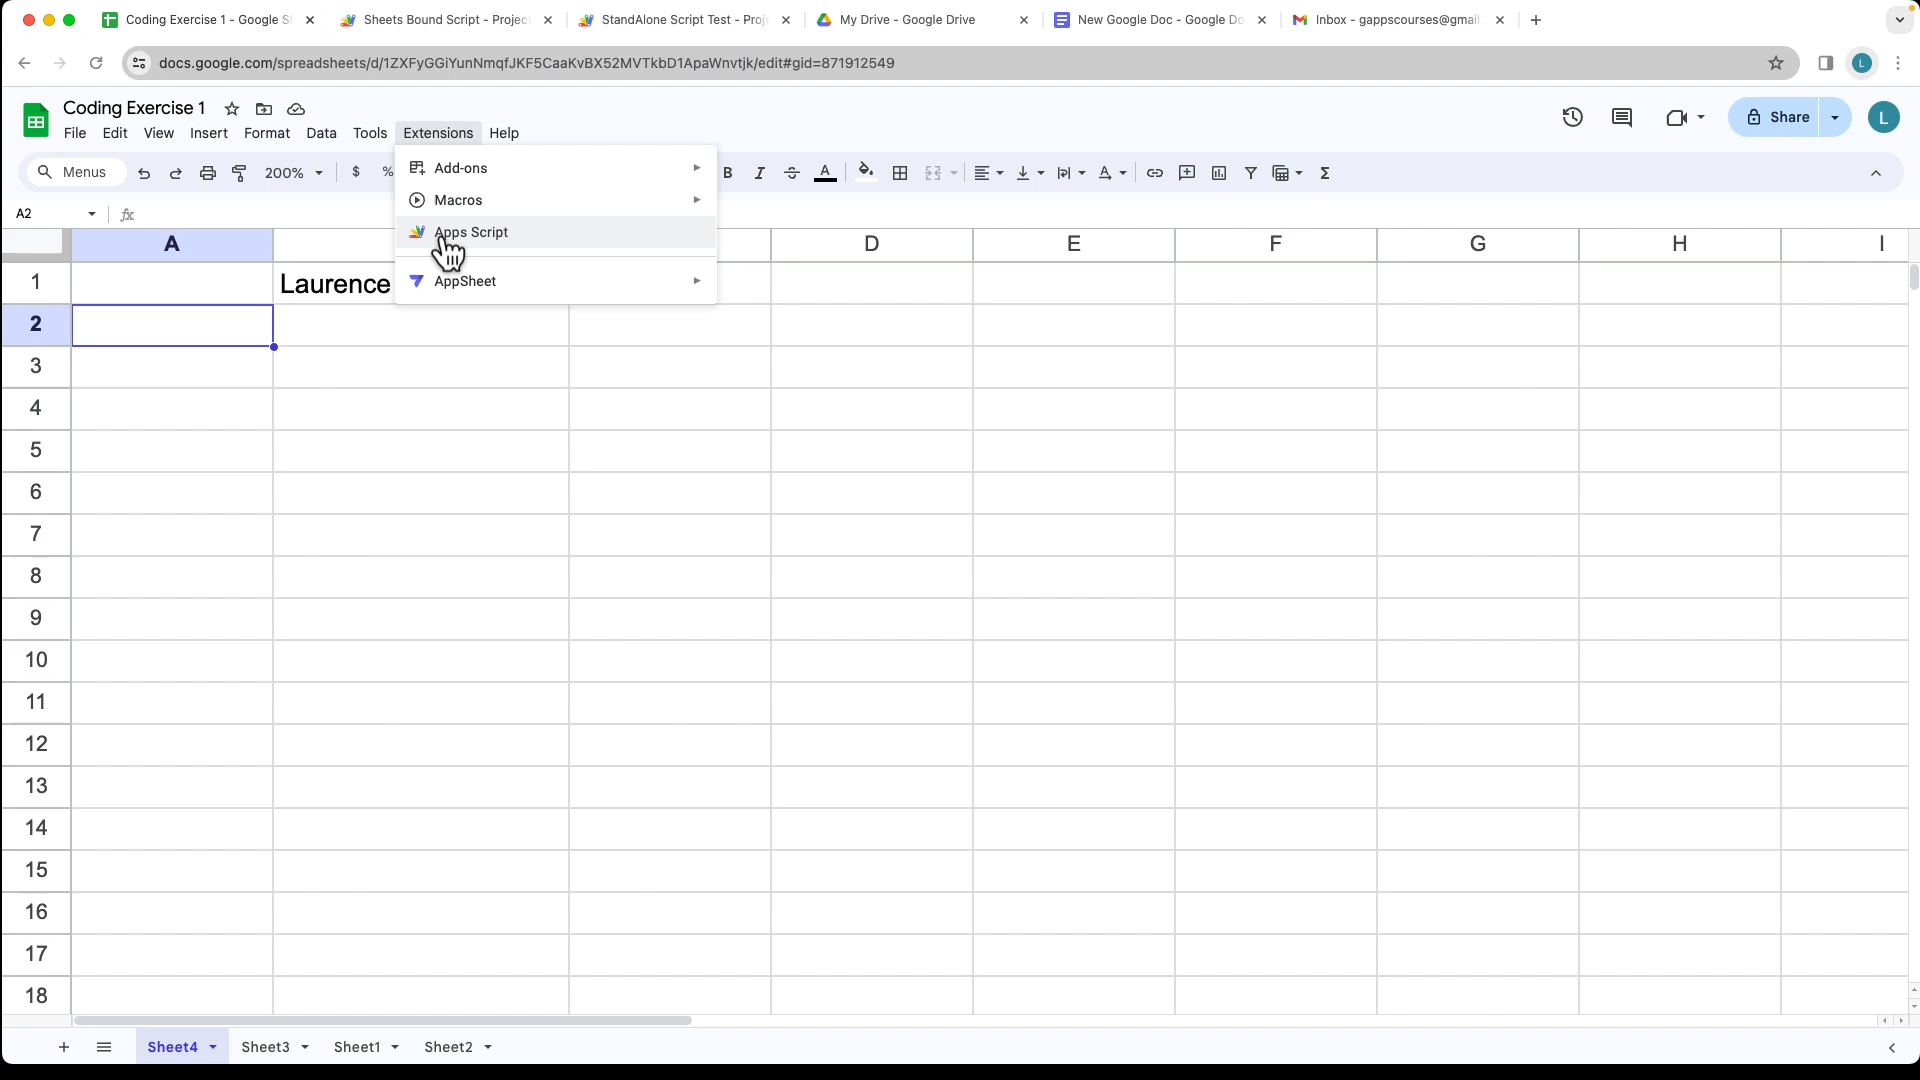 Coding Exercise 1 - Google S
Sheets Bound Script - Project
StandAlone Script Test - Proj
My Drive - Google Drive
New Google Doc - Google Do
Inbox - gappscourses@gmail.
docs.google.com/spreadsheets/d/1ZXFyGGiYunNmqfJKF5CaaKvBX52MVTkbD1ApaWnvtjk/edit#gid=871912549
L
Coding Exercise 1
Share
L
File Edit View Insert Format Data Tools Extensions Help
Menus
200%
$ %
B I S A
Add-ons
Macros
Apps Script
AppSheet
A2
fx
A D E F G H I
1 Laurence
2
3
4
5
6
7
8
9
10
11
12
13
14
15
16
17
18
Sheet4 Sheet3 Sheet1 Sheet2